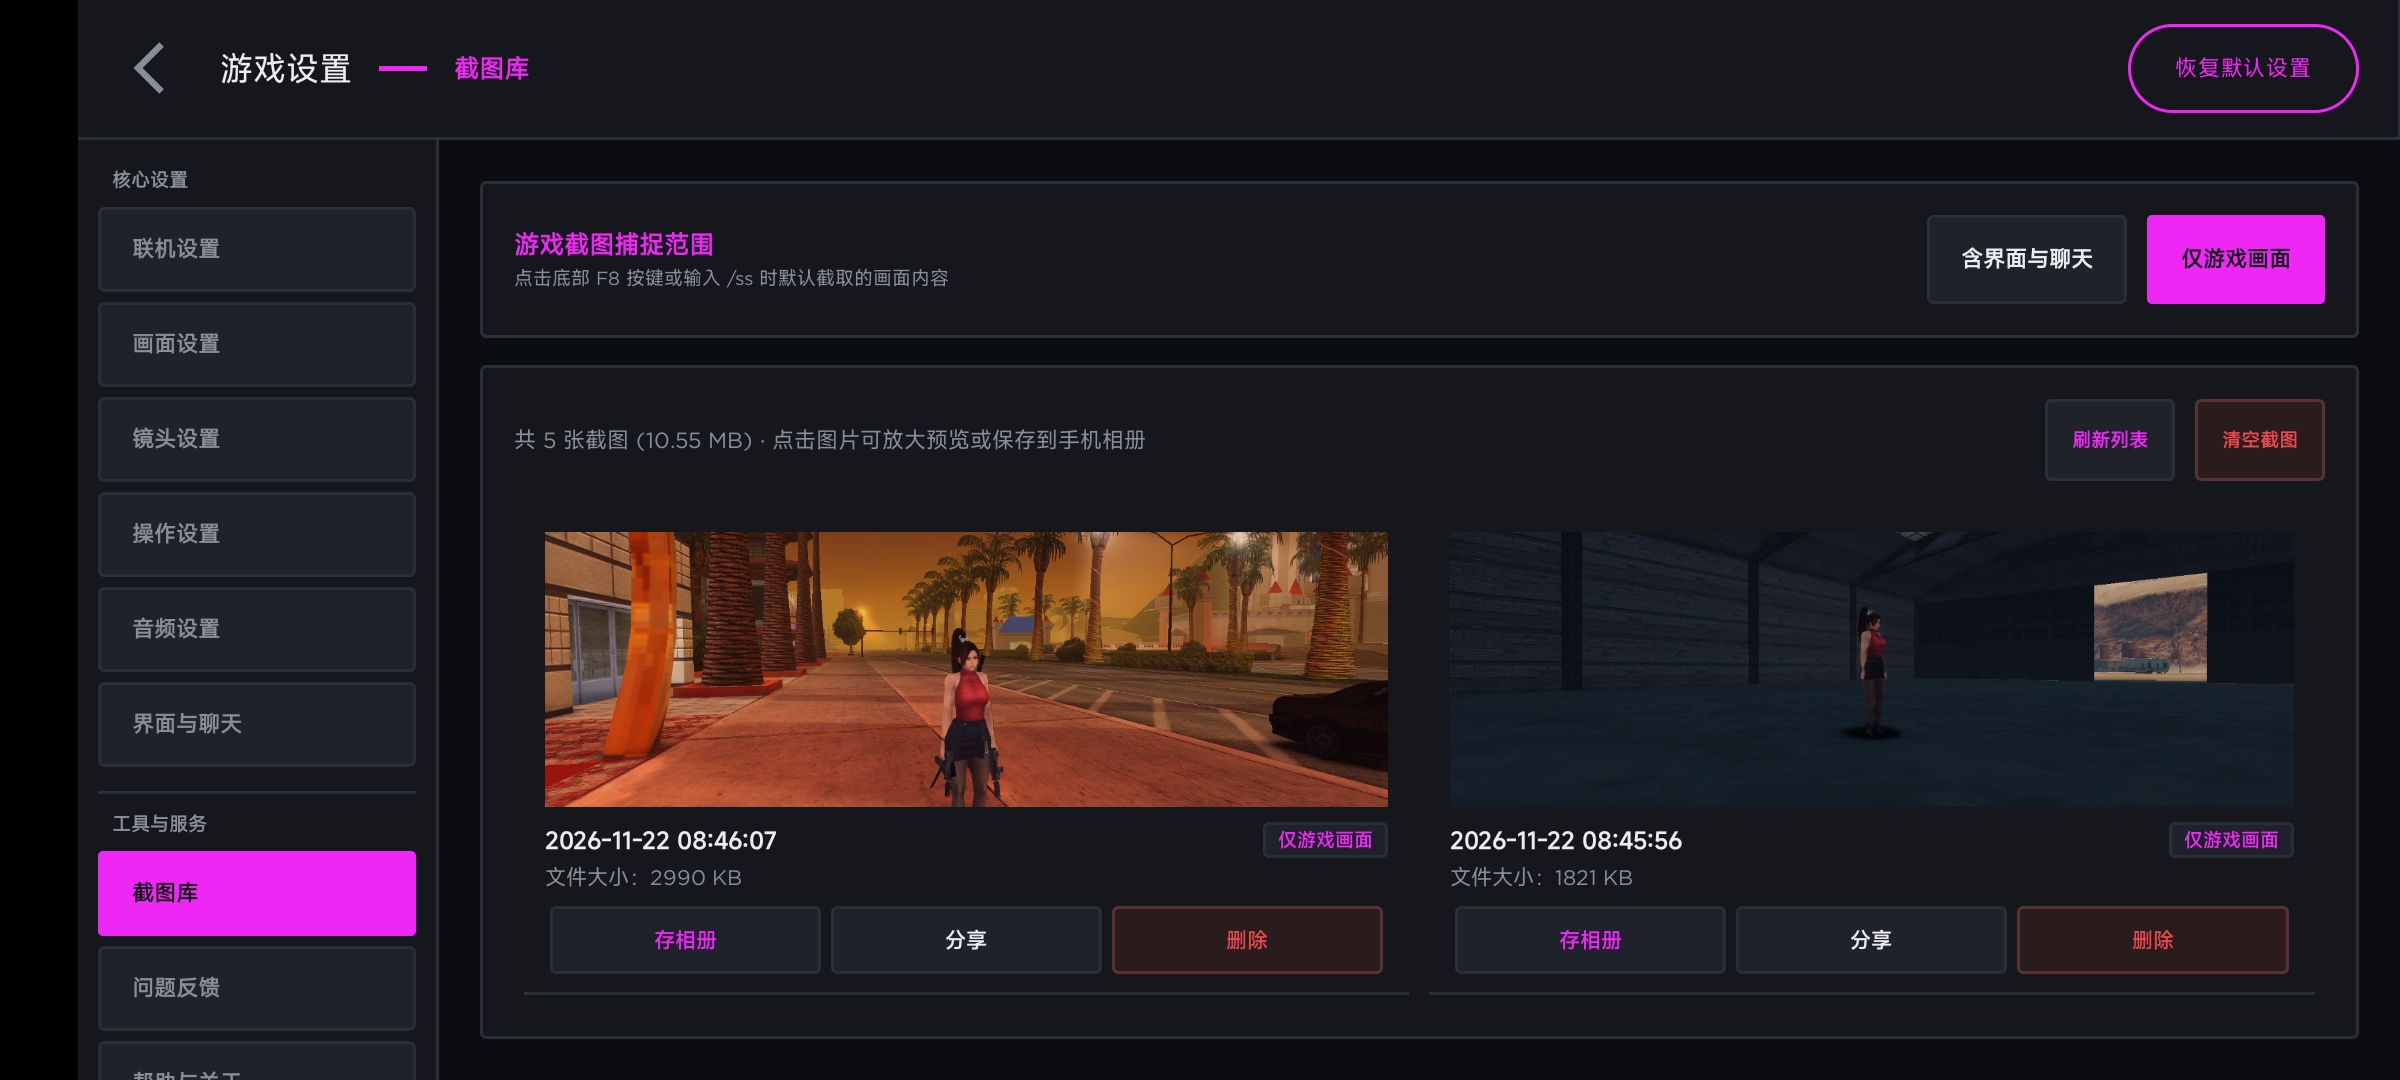 游戏设置 — 截图库
恢复默认设置
核心设置
联机设置
画面设置
镜头设置
操作设置
音频设置
界面与聊天
工具与服务
截图库
问题反馈
帮助与关于
游戏截图捕捉范围
点击底部 F8 按键或输入 /ss 时默认截取的画面内容
含界面与聊天
仅游戏画面
共 5 张截图 (10.55 MB) · 点击图片可放大预览或保存到手机相册
刷新列表
清空截图
2026-11-22 08:46:07
仅游戏画面
文件大小：2990 KB
存相册
分享
删除
2026-11-22 08:45:56
仅游戏画面
文件大小：1821 KB
存相册
分享
删除